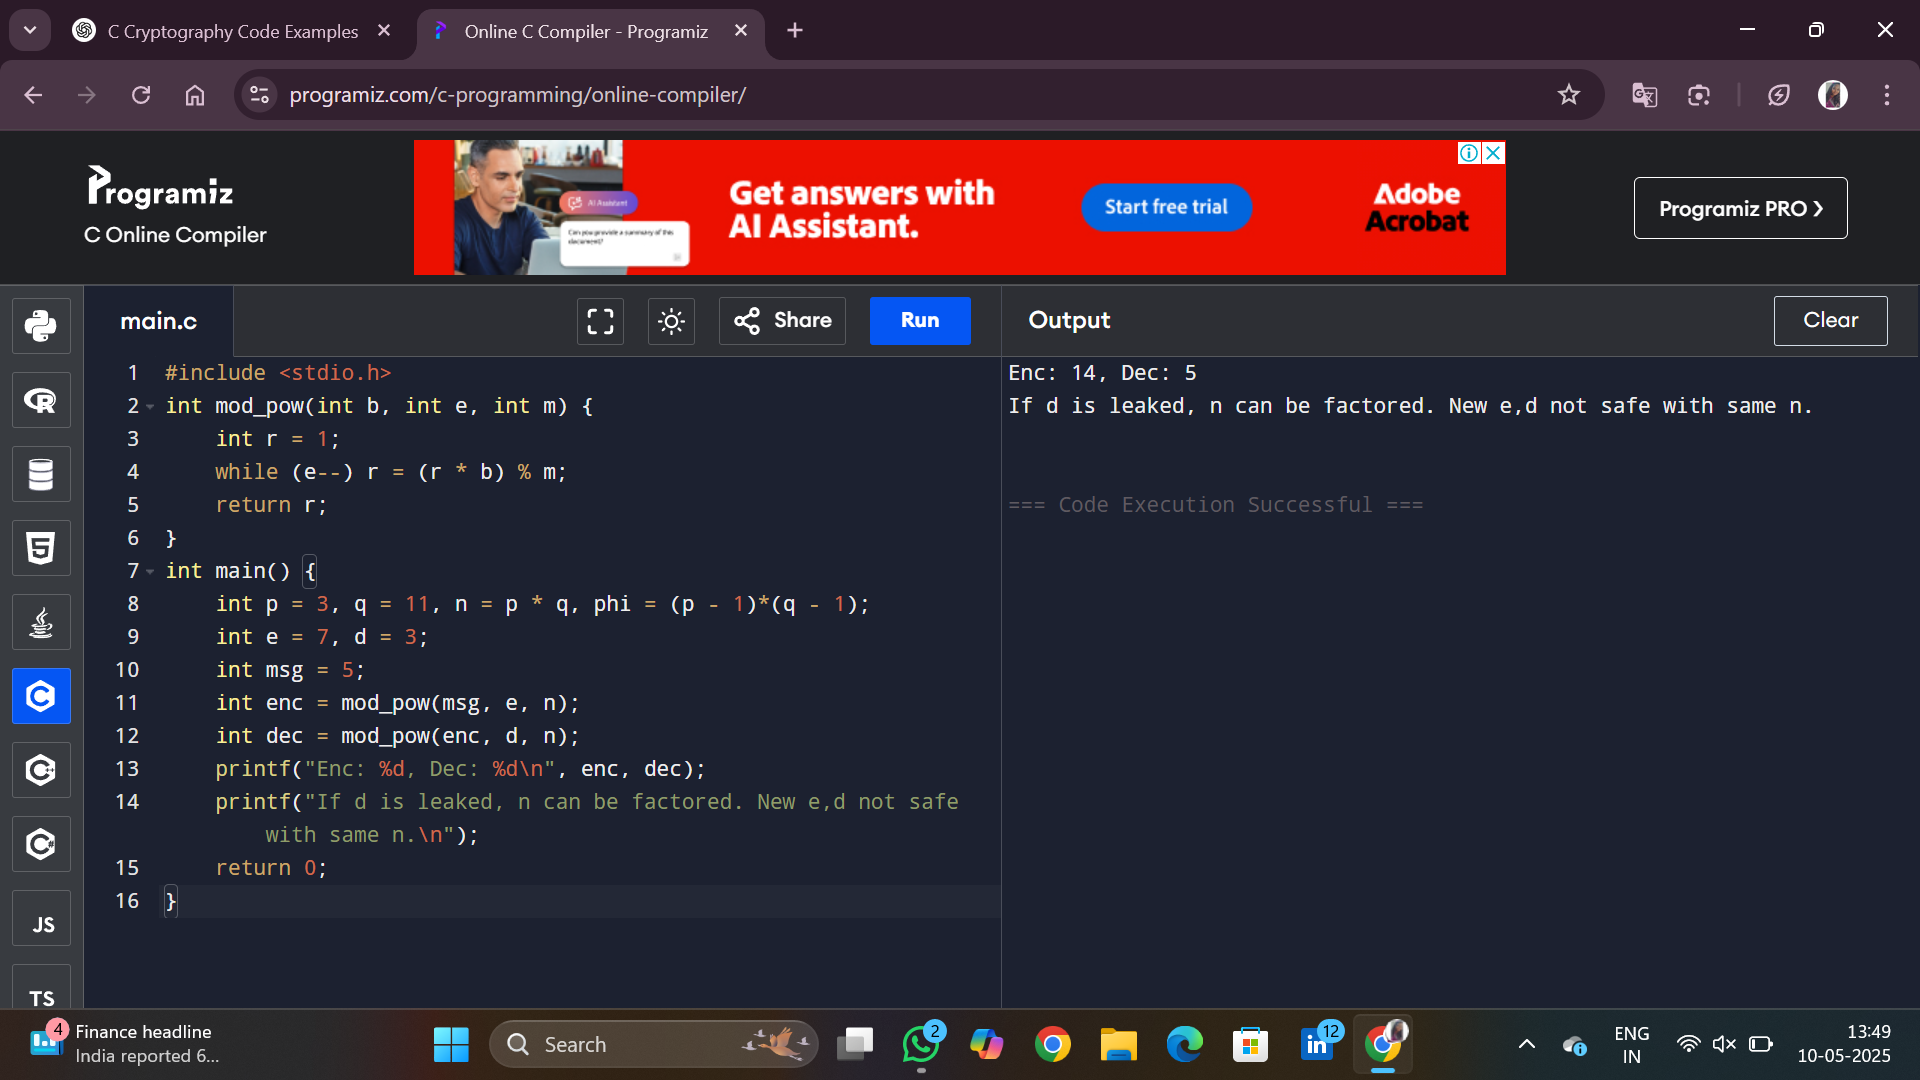 C Cryptography Code Examples
Online C Compiler - Programiz
programiz.com/c-programming/online-compiler/
Programiz
C Online Compiler
AI Assistant
Can you provide a summary of this document?
Get answers with
AI Assistant.
Start free trial
Adobe
Acrobat
Programiz PRO ❯
main.c
Share
Run
Output
Clear
1 #include <stdio.h>
2 int mod_pow(int b, int e, int m) {
3     int r = 1;
4     while (e--) r = (r * b) % m;
5     return r;
6 }
7 int main() {
8     int p = 3, q = 11, n = p * q, phi = (p - 1)*(q - 1);
9     int e = 7, d = 3;
10     int msg = 5;
11     int enc = mod_pow(msg, e, n);
12     int dec = mod_pow(enc, d, n);
13     printf("Enc: %d, Dec: %d\n", enc, dec);
14     printf("If d is leaked, n can be factored. New e,d not safe
        with same n.\n");
15     return 0;
16 }
Enc: 14, Dec: 5
If d is leaked, n can be factored. New e,d not safe with same n.
=== Code Execution Successful ===
R
5
C
C++
C#
JS
TS
4
Finance headline
India reported 6...
Search
2
12
in
ENG
IN
13:49
10-05-2025